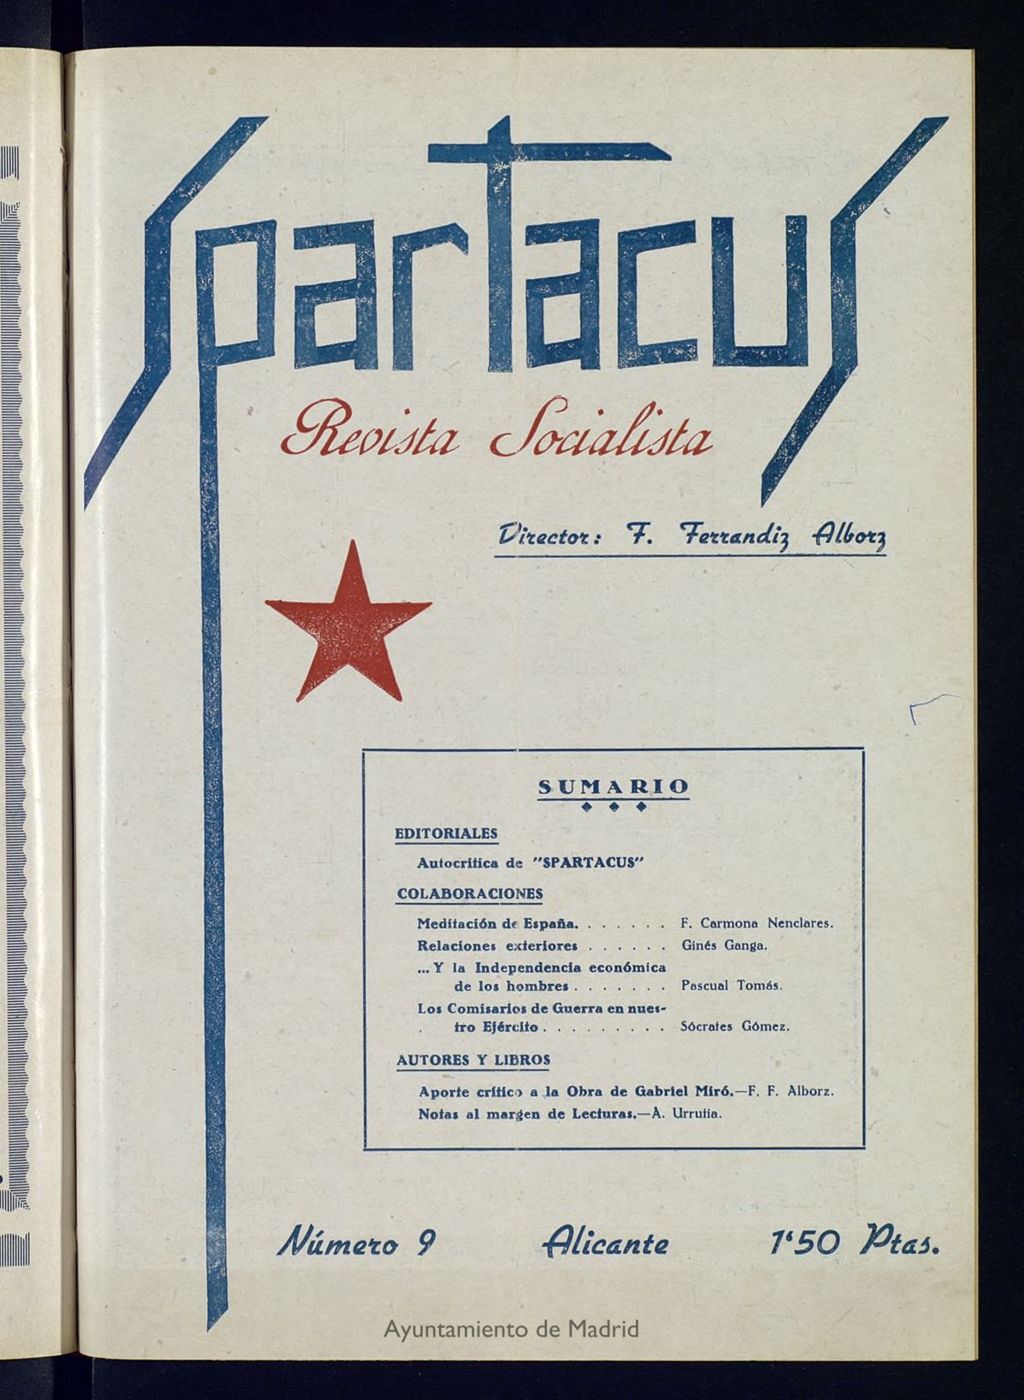 Spartacus
Revista Socialista
Director: F. Ferrandiz Alborz
SUMARIO
EDITORIALES
Autocritica de "SPARTACUS"
COLABORACIONES
Meditación de España. . . . . . . F. Carmona Nenclares.
Relaciones exteriores . . . . . . Ginés Ganga.
... Y la Independencia económica
de los hombres . . . . . . . Pascual Tomás.
Los Comisarios de Guerra en nues-
tro Ejército . . . . . . . . . Sócrates Gómez.
AUTORES Y LIBROS
Aporte crítico a la Obra de Gabriel Miró.—F. F. Alborz.
Notas al margen de Lecturas.—A. Urrutia.
Número 9 Alicante 1'50 Ptas.
Ayuntamiento de Madrid